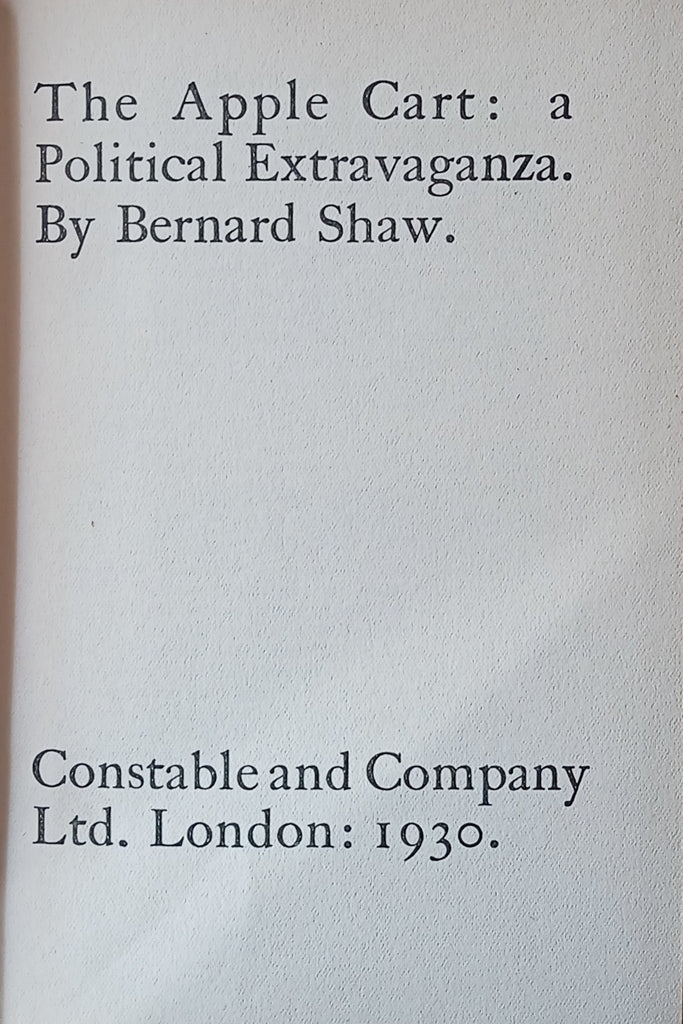 The Apple Cart: a
Political Extravaganza.
By Bernard Shaw.
Constable and Company
Ltd. London: 1930.